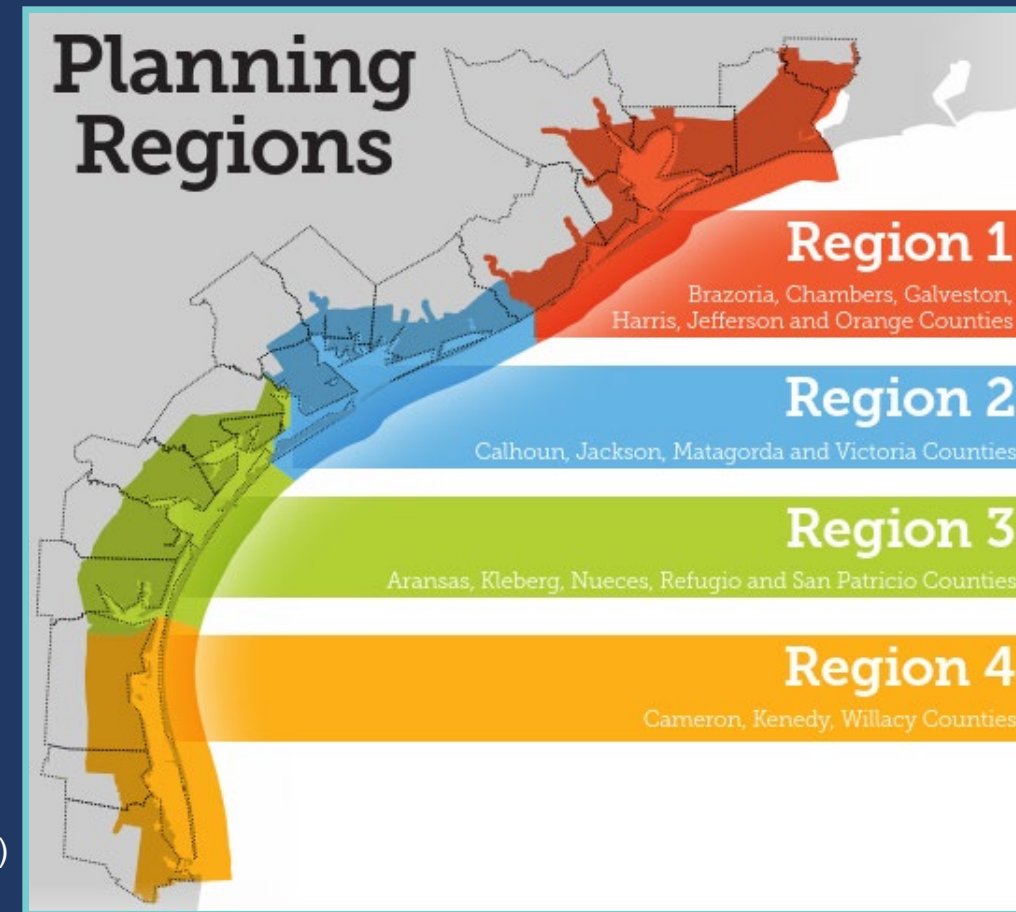 Planning
Regions
Region 1
Brazoria, Chambers, Galveston,
Harris, Jefferson and Orange Counties
Region 2
Calhoun, Jackson, Matagorda and Victoria Counties
Region 3
Aransas, Kleberg, Nueces, Refugio and San Patricio Counties
Region 4
Cameron, Kenedy, Willacy Counties
)